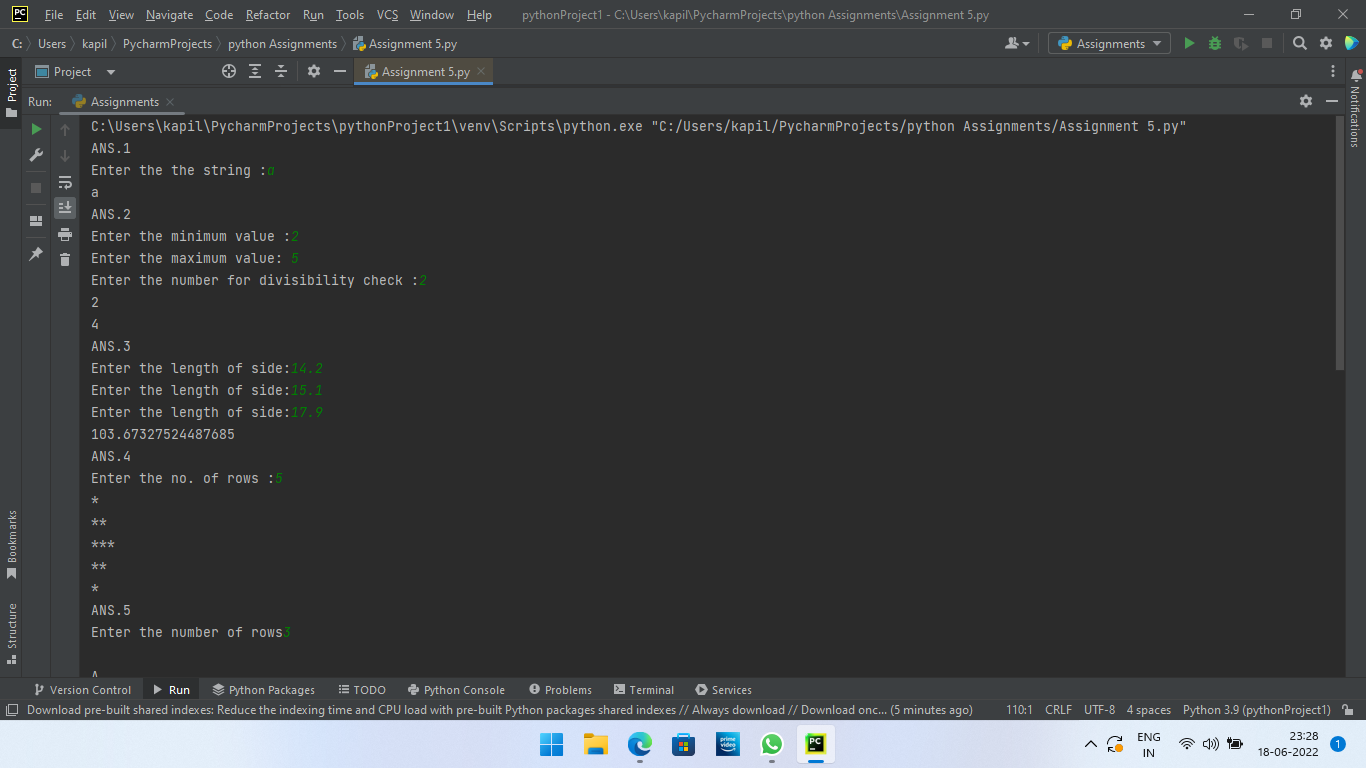 PC File Edit View Navigate Code Refactor Run Tools VCS Window Help pythonProject1 - C:\Users\kapil\PycharmProjects\python Assignments\Assignment 5.py
C: Users kapil PycharmProjects python Assignments Assignment 5.py Assignments
Project Project Assignment 5.py
Run: Assignments
Notifications
C:\Users\kapil\PycharmProjects\pythonProject1\venv\Scripts\python.exe "C:/Users/kapil/PycharmProjects/python Assignments/Assignment 5.py"
ANS.1
Enter the the string :a
a
ANS.2
Enter the minimum value :2
Enter the maximum value: 5
Enter the number for divisibility check :2
2
4
ANS.3
Enter the length of side:14.2
Enter the length of side:15.1
Enter the length of side:17.9
103.67327524487685
ANS.4
Enter the no. of rows :5
*
**
***
**
*
ANS.5
Enter the number of rows3
A
Bookmarks
Structure
Version Control Run Python Packages TODO Python Console Problems Terminal Services
Download pre-built shared indexes: Reduce the indexing time and CPU load with pre-built Python packages shared indexes // Always download // Download onc... (5 minutes ago) 110:1 CRLF UTF-8 4 spaces Python 3.9 (pythonProject1)
prime video PC ENG IN 23:28 18-06-2022 1